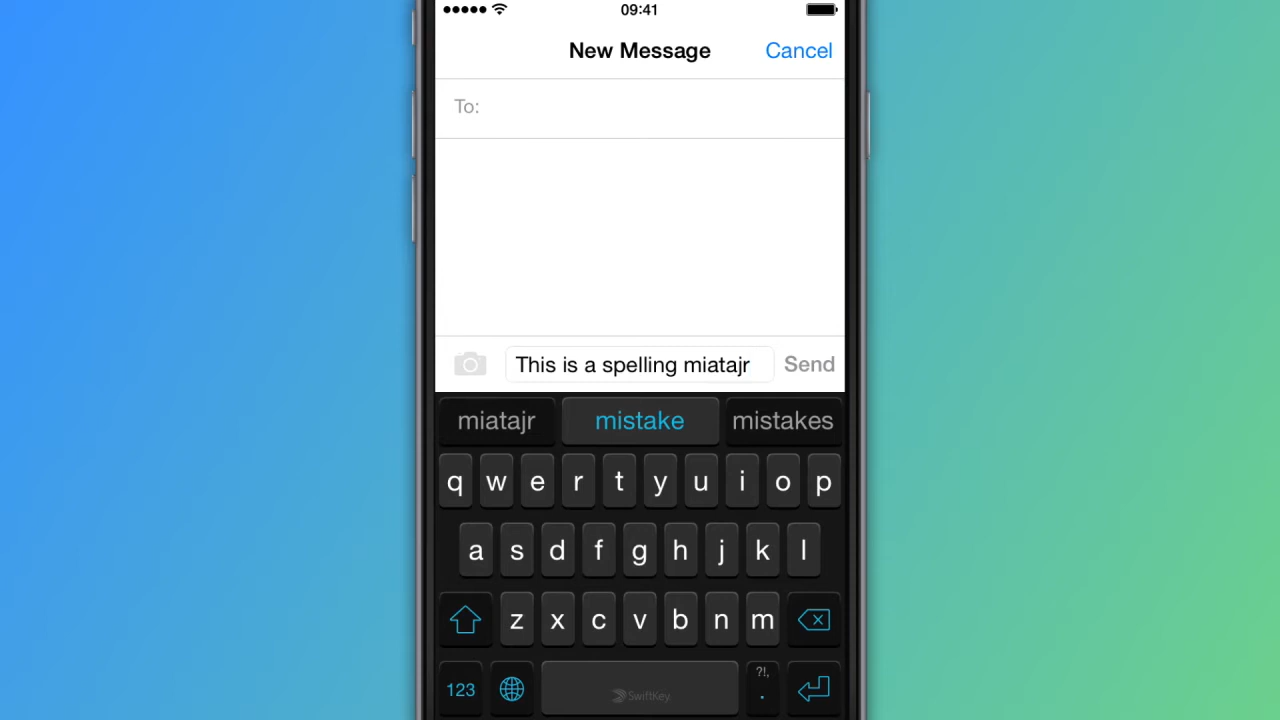 09:41
New Message Cancel
To:
This is a spelling miatajr Send
miatajr mistake mistakes
q w e r t y u i o p
a s d f g h j k l
z x c v b n m
?!,
123 SwiftKey .